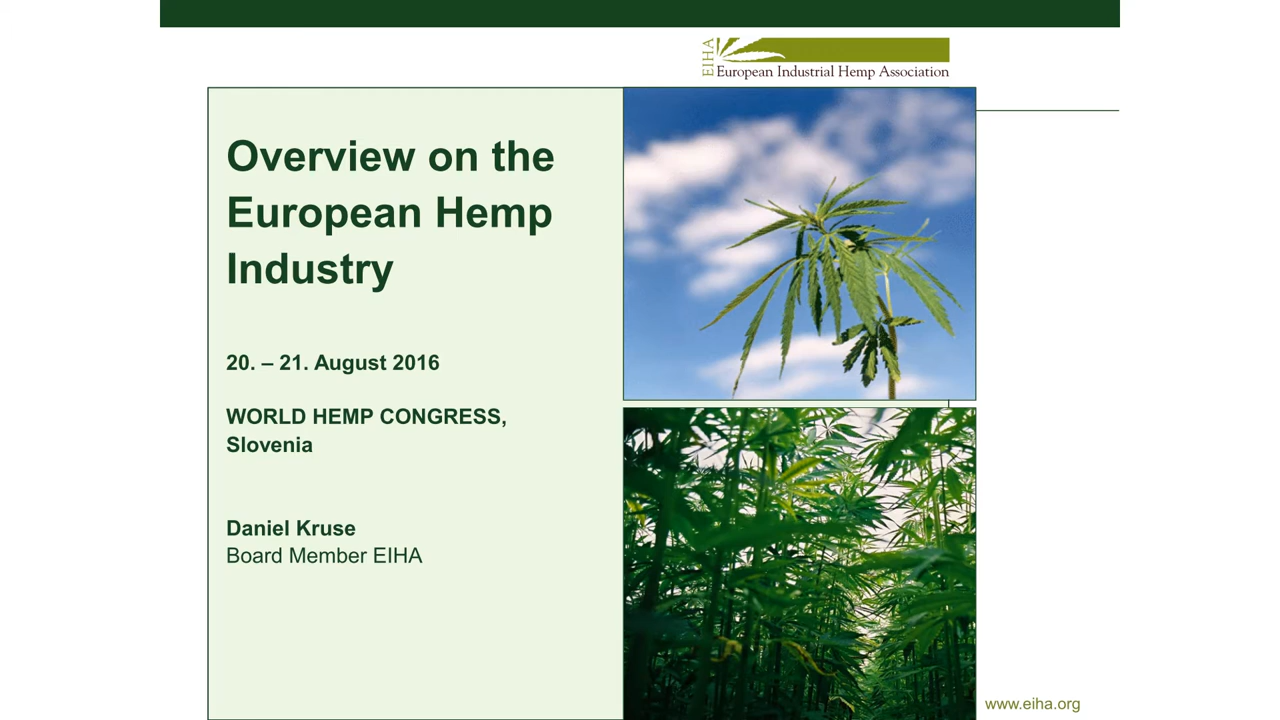 EIHA
European Industrial Hemp Association
Overview on the
European Hemp
Industry
20. – 21. August 2016
WORLD HEMP CONGRESS,
Slovenia
Daniel Kruse
Board Member EIHA
www.eiha.org